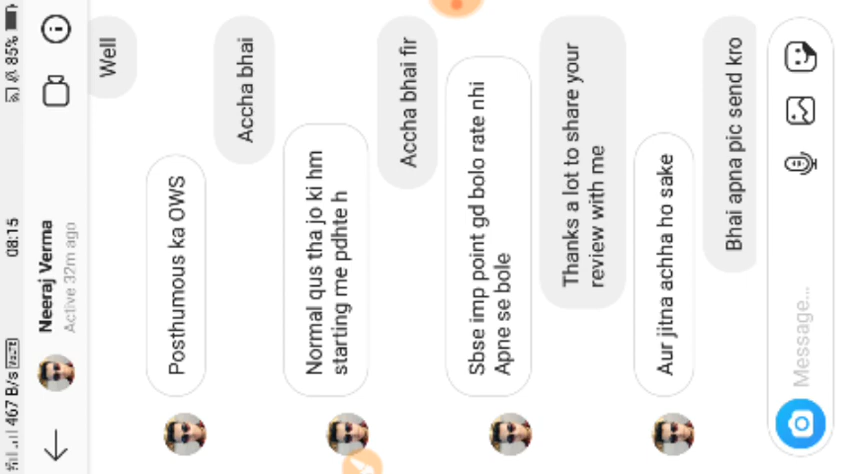 467 B/s VoLTE 08:15 85%
Neeraj Verma
Active 32m ago
Well
Posthumous ka OWS
Accha bhai
Normal qus tha jo ki hm
starting me pdhte h
Accha bhai fir
Sbse imp point gd bolo rate nhi
Apne se bole
Thanks a lot to share your
review with me
Aur jitna achha ho sake
Bhai apna pic send kro
Message...